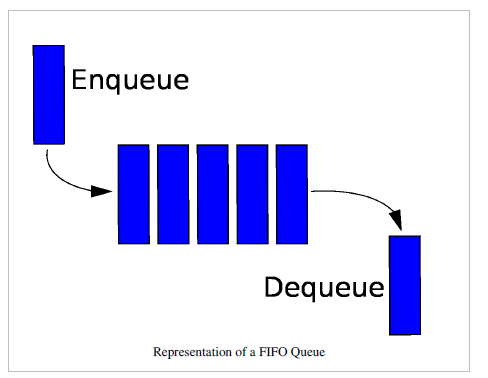 Enqueue
Dequeue
Representation of a FIFO Queue